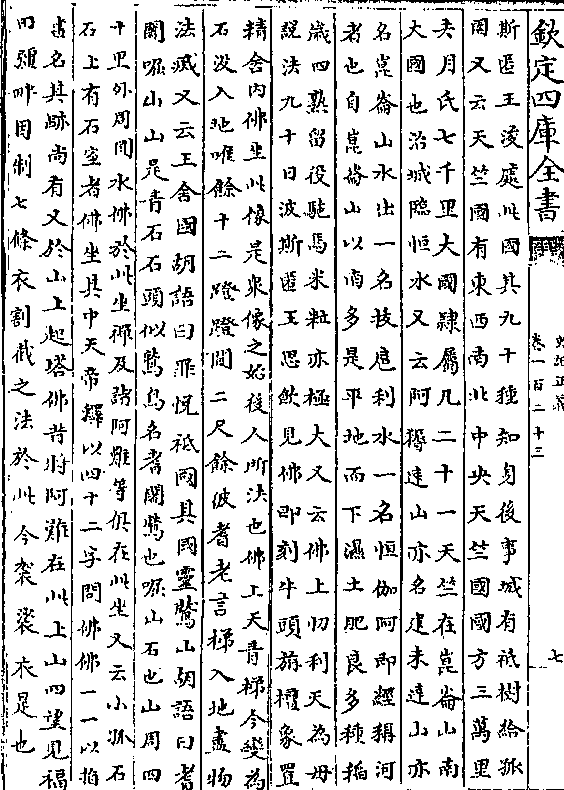 欽定四庫全書
史記正義
卷一百二十三
七
斯匿王浚處此國其九十種知身後事城有祇樹給孤
園又云天竺國有東西南北中央天竺國國方三萬里
去月氏七千里大國隷屬凡二十一天竺在崑崙山南
大國也治城臨恒水又云阿耨達山亦名建末達山亦
名崑崙山水出一名拔扈利水一名恒伽河即經稱河
者也自崑崙山以南多是平地而下濕土肥良多種稻
歲四熟留役駞馬米粒亦極大又云佛上忉利天為母
說法九十日波斯匿王思飲見佛即刻牛頭旃檀象置
精舍内佛坐此像是衆像之始後人所法也佛上天青梯今變為
石沒入地唯餘十二蹬蹬間二尺餘彼耆老言梯入地盡物
法滅又云王舍國胡語曰罪悅祗國其國靈鷲山胡語曰耆
闍崛山山是青石石頭似鷲鳥名耆闍鷲也崛山石也山周四
十里外周閒水佛於此坐禪及諸阿難等俱在此坐又云小孤石
石上有石室者佛坐其中天帝釋以四十二字問佛佛一一以指
畫名其跡尚有又於山上起塔佛昔將阿難在此上山四望見福
田疆畔因制七條衣割截之法於此今袈裟衣是也